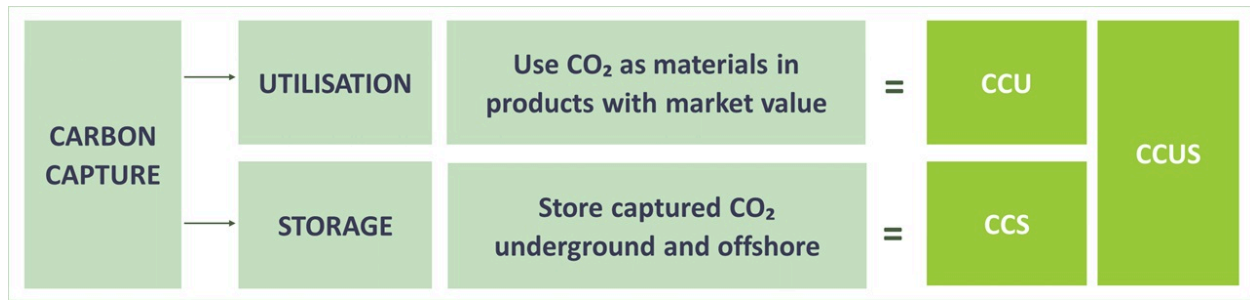 CARBON
CAPTURE
UTILISATION
Use CO₂ as materials in
products with market value
=
CCU
STORAGE
Store captured CO₂
underground and offshore
=
CCS
CCUS